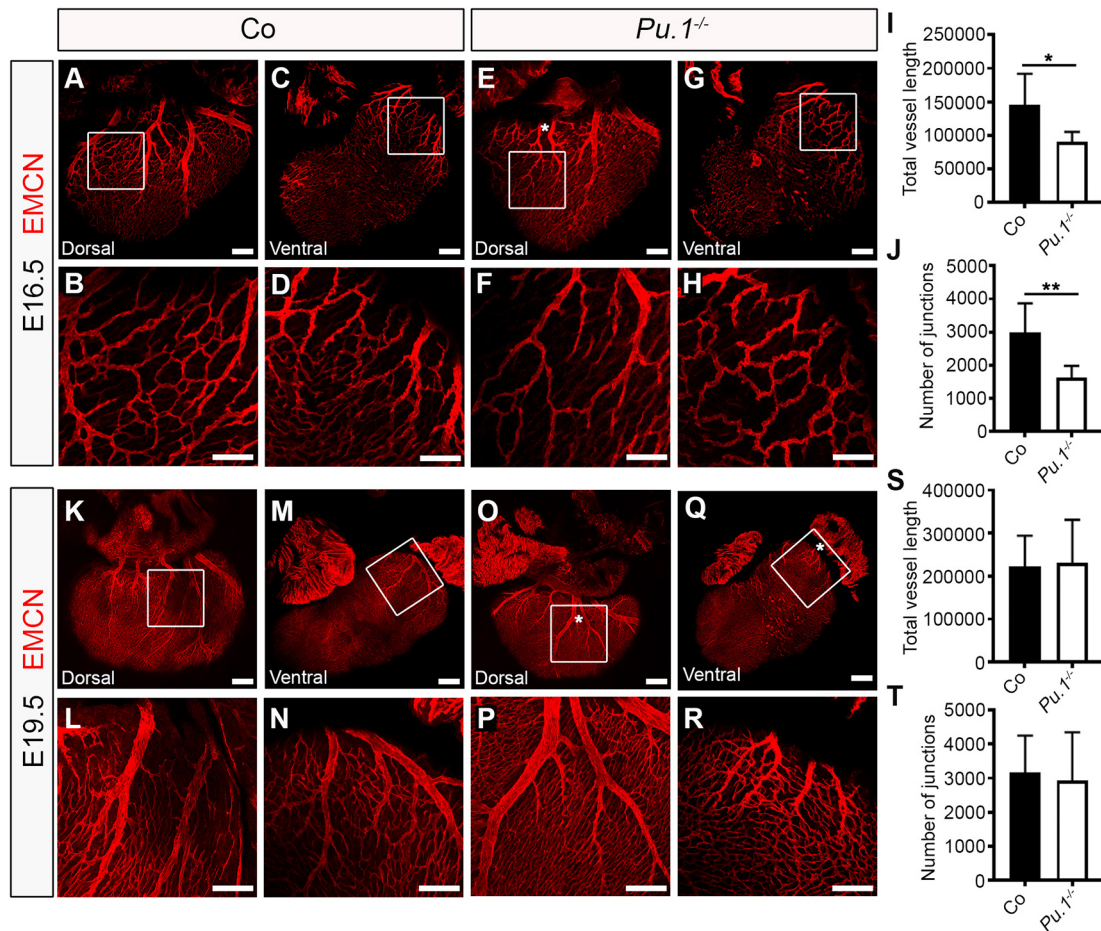 Co
Pu.1-/-
E16.5 EMCN
A
C
E
*
G
Dorsal
Ventral
Dorsal
Ventral
B
D
F
H
I
250000
200000
150000
100000
50000
0
Total vessel length
*
Co
Pu.1-/-
J
5000
4000
3000
2000
1000
0
Number of junctions
**
Co
Pu.1-/-
E19.5 EMCN
K
M
O
*
Q
*
Dorsal
Ventral
Dorsal
Ventral
L
N
P
R
S
400000
300000
200000
100000
0
Total vessel length
Co
Pu.1-/-
T
5000
4000
3000
2000
1000
0
Number of junctions
Co
Pu.1-/-